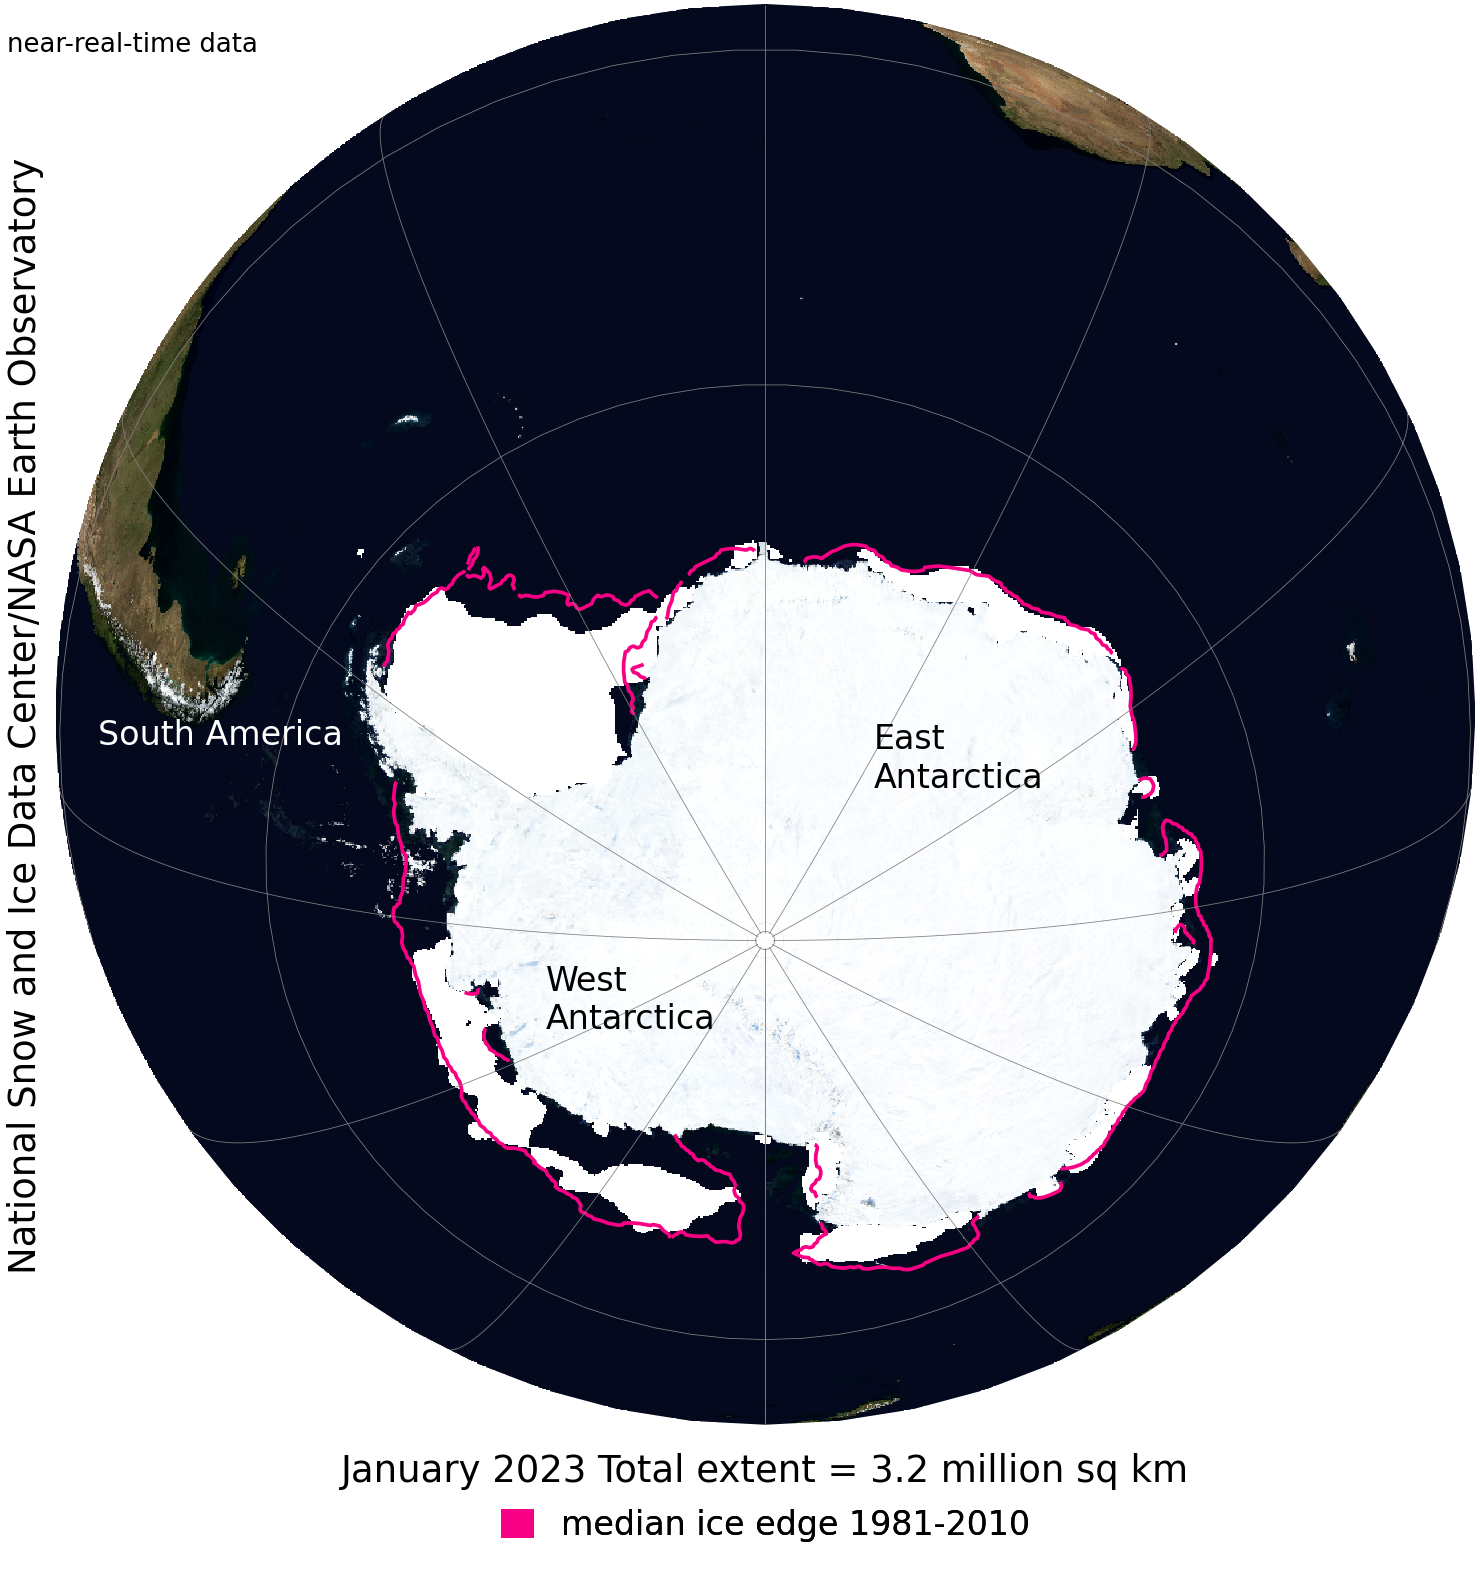 near-real-time data
National Snow and Ice Data Center/NASA Earth Observatory
South America
East
Antarctica
West
Antarctica
January 2023 Total extent = 3.2 million sq km
median ice edge 1981-2010